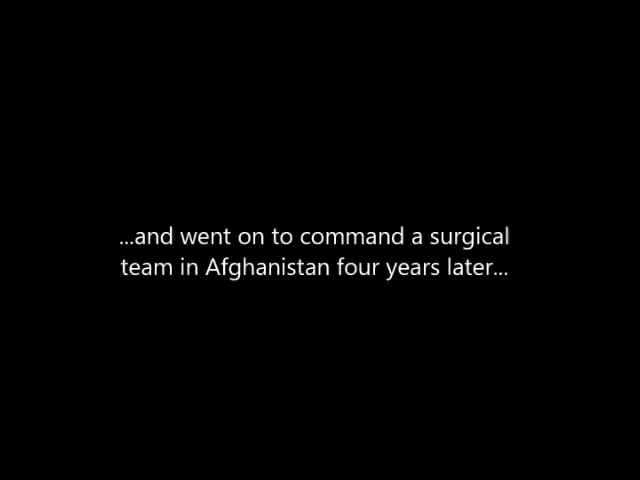 ...and went on to command a surgical
team in Afghanistan four years later...